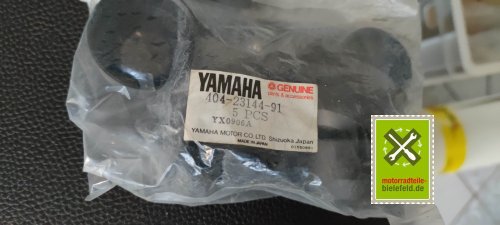 YAMAHA
GENUINE
parts & accessories
404-23144-91
5 PCS
YX0906A
YAMAHA MOTOR CO., LTD. Shizuoka Japan
MADE IN JAPAN
motorradteile-
bielefeld.de